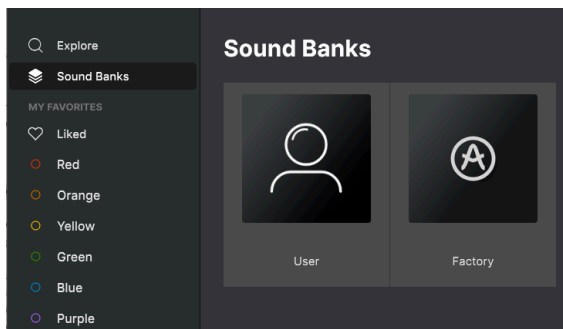 Explore
Sound Banks
MY FAVORITES
Liked
Red
Orange
Yellow
Green
Blue
Purple
Sound Banks
User
Factory